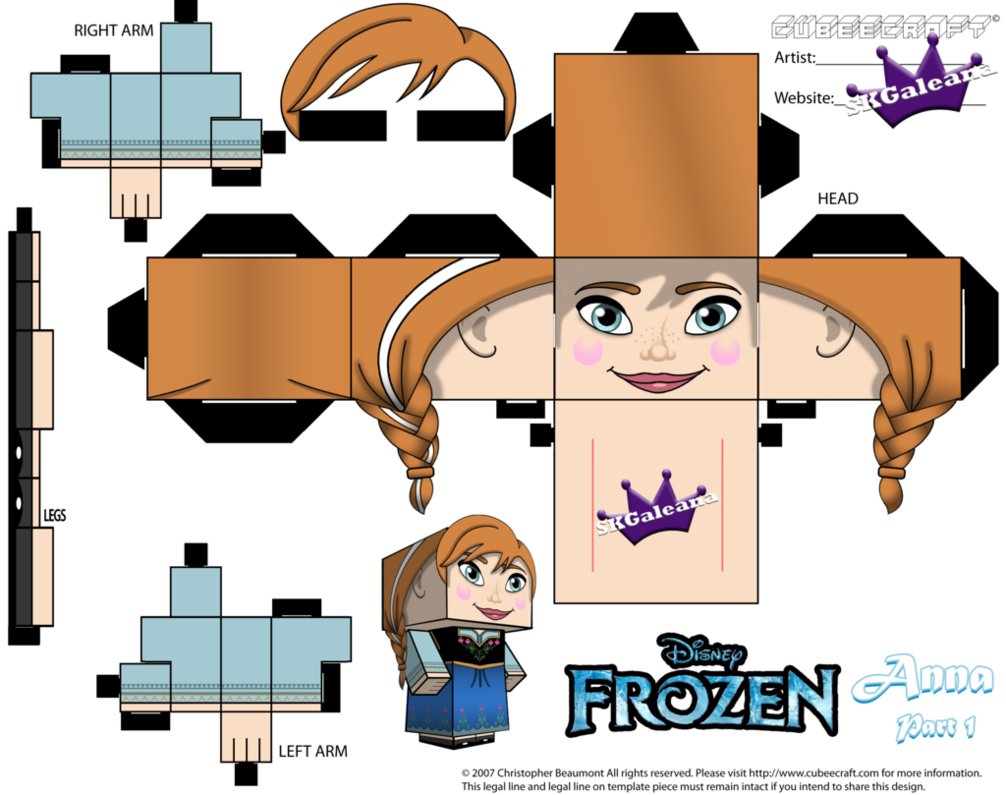 RIGHT ARM
CUBEECRAFT©
Artist:
SKGaleana
Website:
HEAD
LEGS
SKGaleana
LEFT ARM
Disney
FROZEN
Anna
Part 1
© 2007 Christopher Beaumont All rights reserved. Please visit http://www.cubeecraft.com for more information.
This legal line and legal line on template piece must remain intact if you intend to share this design.